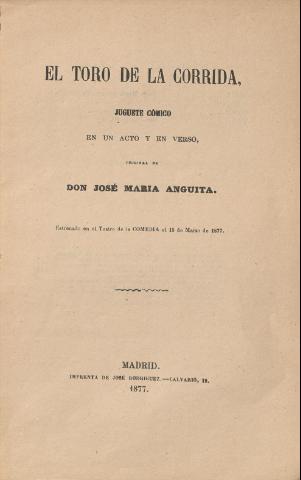 EL TORO DE LA CORRIDA,
JUGUETE CÓMICO
EN UN ACTO Y EN VERSO,
ORIGINAL DE
DON JOSÉ MARIA ANGUITA.
Estrenado en el Teatro de la COMEDIA el 18 de Marzo de 1877.
MADRID.
IMPRENTA DE JOSÉ RODRIGUEZ.—CALVARIO, 18.
1877.